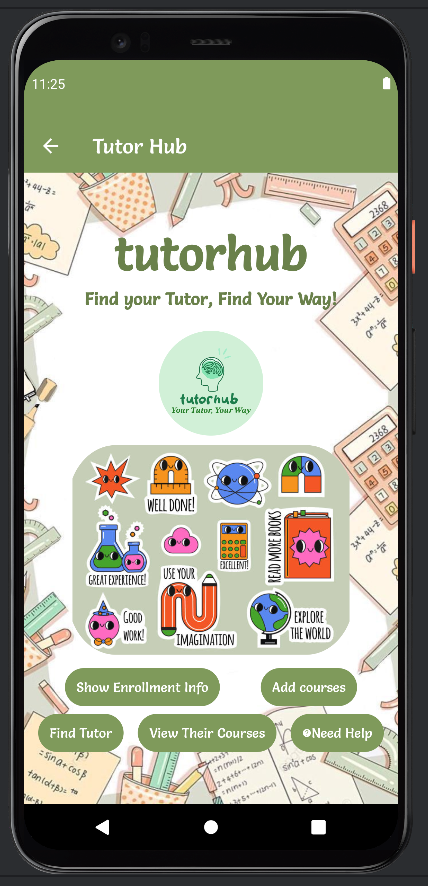 11:25
Tutor Hub
tutorhub
Find your Tutor, Find Your Way!
2368
tutorhub
Your Tutor, Your Way
2368
WELL DONE!
GREAT EXPERIENCE!
EXCELLENT!
READ MORE BOOKS
USE YOUR
IMAGINATION
GOOD
WORK!
EXPLORE
THE WORLD
Show Enrollment Info
Add courses
Find Tutor
View Their Courses
Need Help